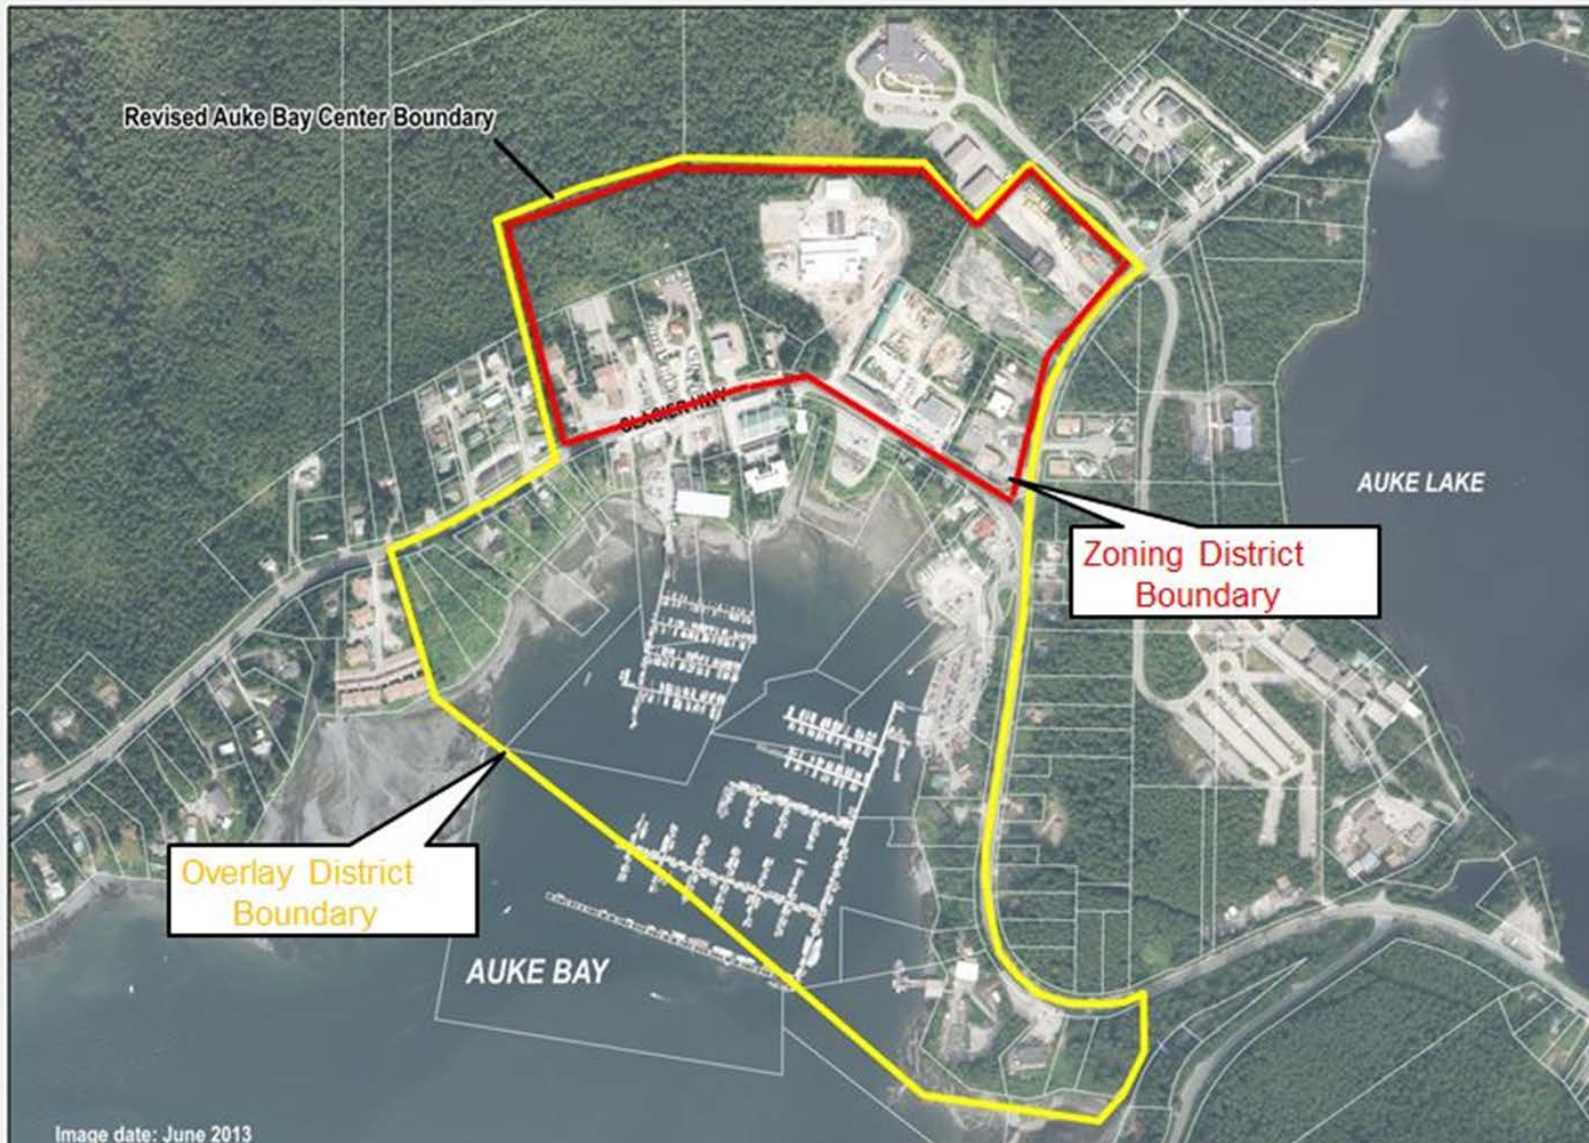 Revised Auke Bay Center Boundary
GLACIER HWY
AUKE LAKE
Zoning District
Boundary
Overlay District
Boundary
AUKE BAY
Image date: June 2013